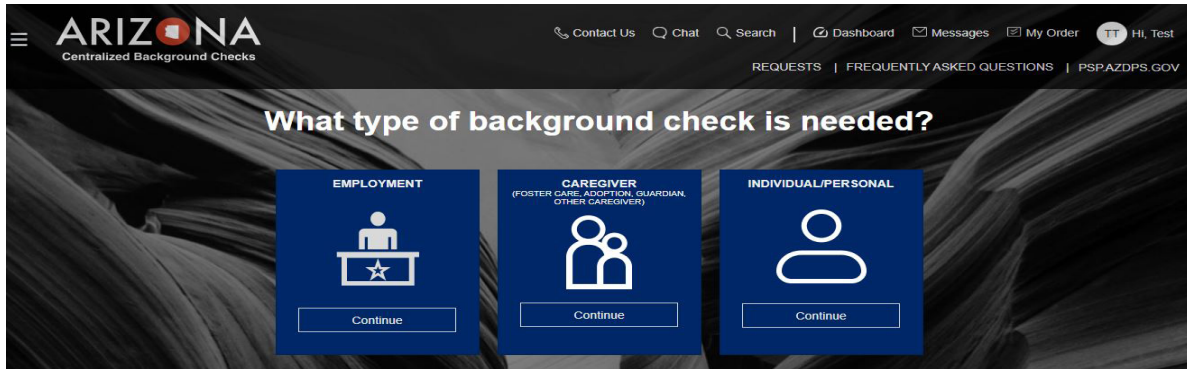 ARIZONA
Centralized Background Checks
Contact Us Chat Search | Dashboard Messages My Order TT Hi, Test
REQUESTS | FREQUENTLY ASKED QUESTIONS | PSP.AZDPS.GOV
What type of background check is needed?
EMPLOYMENT
Continue
CAREGIVER
(FOSTER CARE, ADOPTION, GUARDIAN,
OTHER CAREGIVER)
Continue
INDIVIDUAL/PERSONAL
Continue